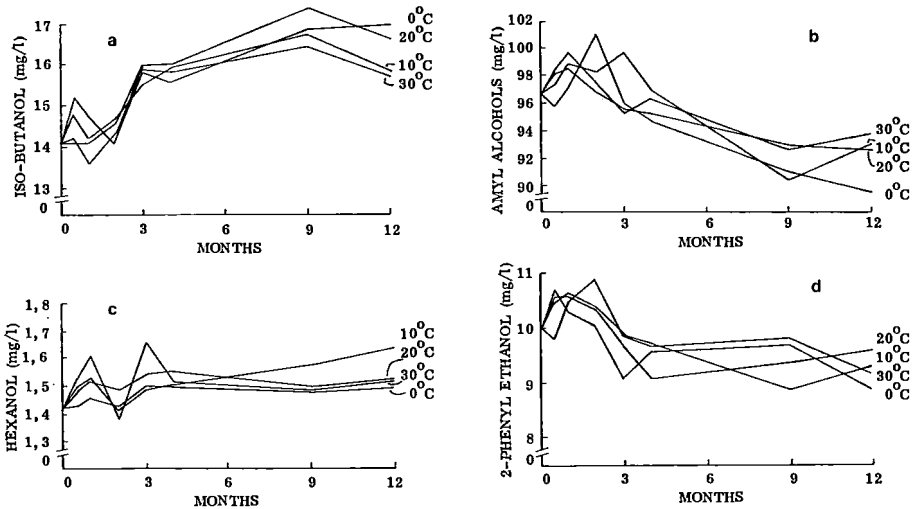 a
ISO-BUTANOL (mg/l)
17
16
15
14
13
0
0 3 6 9 12
MONTHS
0°C
20°C
10°C
30°C
b
AMYL ALCOHOLS (mg/l)
102
100
98
96
94
92
90
0
0 3 6 9 12
MONTHS
30°C
10°C
20°C
0°C
c
HEXANOL (mg/l)
1,8
1,7
1,6
1,5
1,4
1,3
0
0 3 6 9 12
MONTHS
10°C
20°C
30°C
0°C
d
2-PHENYL ETHANOL (mg/l)
11
10
9
8
0
0 3 6 9 12
MONTHS
20°C
10°C
30°C
0°C